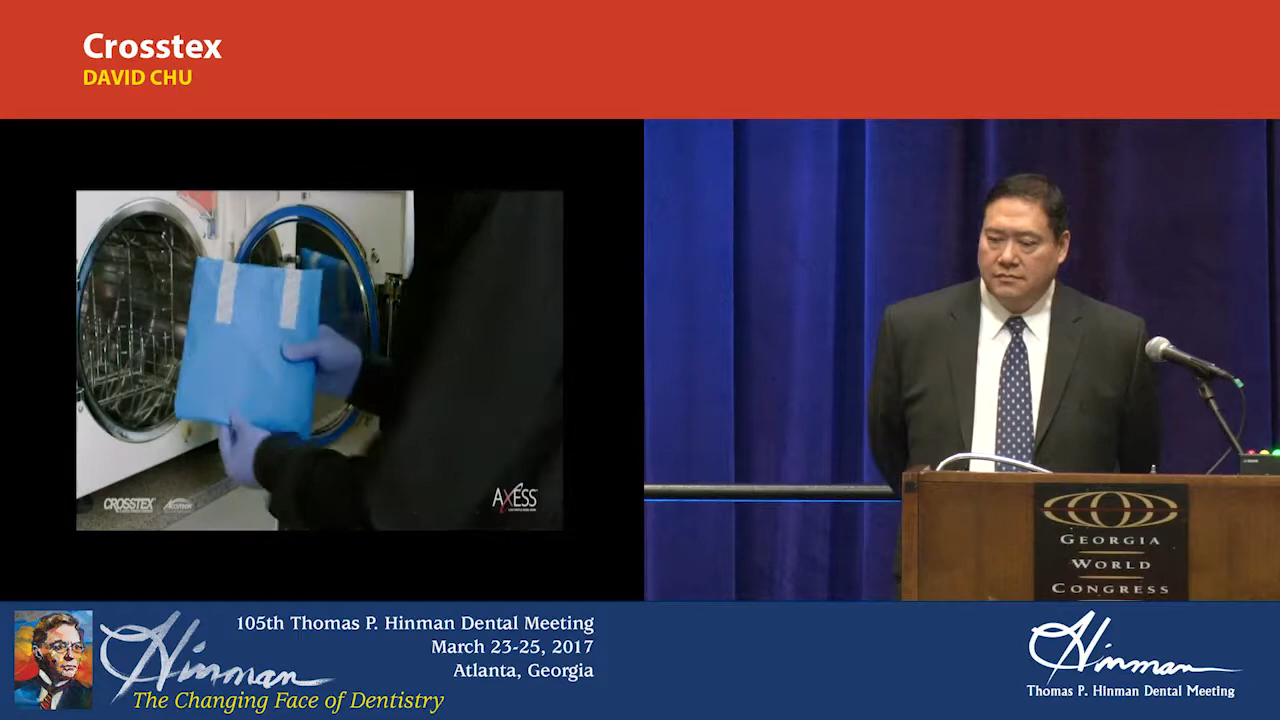 Crosstex
DAVID CHU
CROSSTEX
AXESS
GEORGIA
WORLD
CONGRESS
Hinman
105th Thomas P. Hinman Dental Meeting
March 23-25, 2017
Atlanta, Georgia
The Changing Face of Dentistry
Hinman
Thomas P. Hinman Dental Meeting